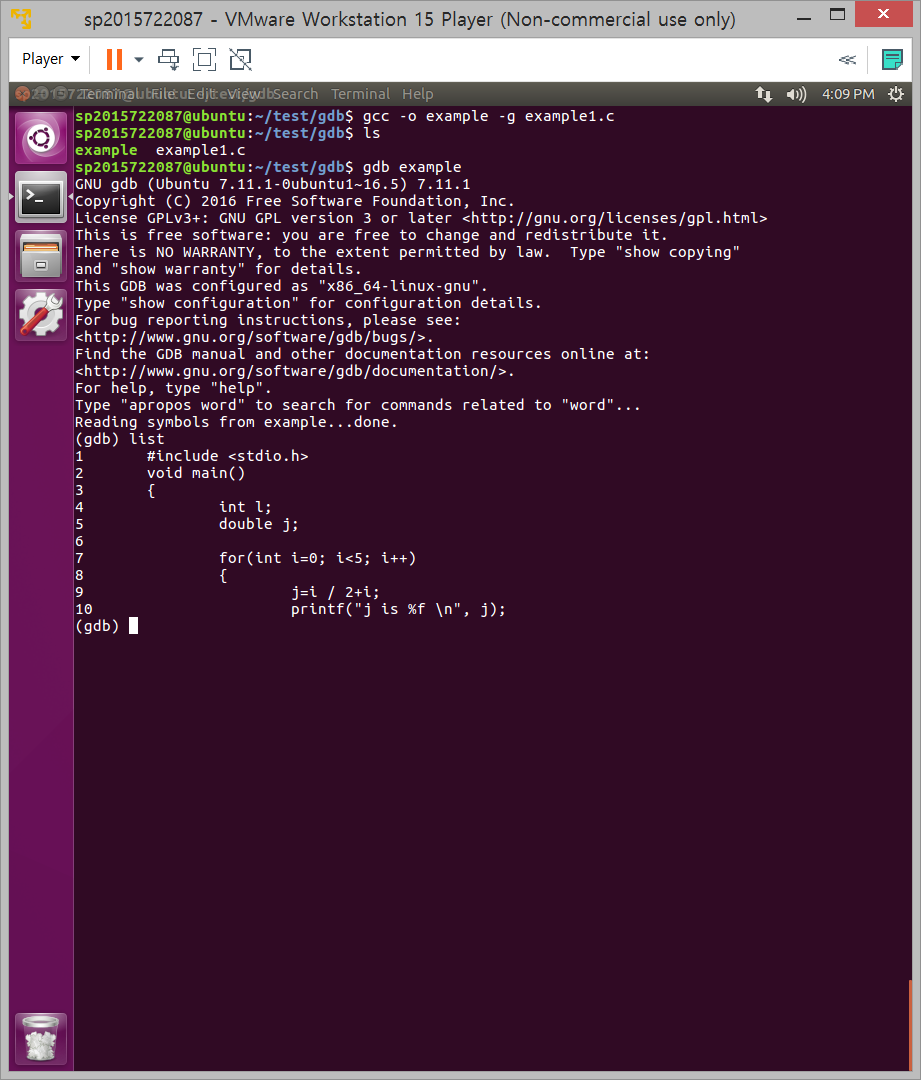 sp2015722087 - VMware Workstation 15 Player (Non-commercial use only)
Player
Terminal File Edit View Search Terminal Help
4:09 PM
sp2015722087@ubuntu:~/test/gdb$ gcc -o example -g example1.c
sp2015722087@ubuntu:~/test/gdb$ ls
example  example1.c
sp2015722087@ubuntu:~/test/gdb$ gdb example
GNU gdb (Ubuntu 7.11.1-0ubuntu1~16.5) 7.11.1
Copyright (C) 2016 Free Software Foundation, Inc.
License GPLv3+: GNU GPL version 3 or later <http://gnu.org/licenses/gpl.html>
This is free software: you are free to change and redistribute it.
There is NO WARRANTY, to the extent permitted by law.  Type "show copying"
and "show warranty" for details.
This GDB was configured as "x86_64-linux-gnu".
Type "show configuration" for configuration details.
For bug reporting instructions, please see:
<http://www.gnu.org/software/gdb/bugs/>.
Find the GDB manual and other documentation resources online at:
<http://www.gnu.org/software/gdb/documentation/>.
For help, type "help".
Type "apropos word" to search for commands related to "word"...
Reading symbols from example...done.
(gdb) list
1       #include <stdio.h>
2       void main()
3       {
4               int l;
5               double j;
6
7               for(int i=0; i<5; i++)
8               {
9                       j=i / 2+i;
10                      printf("j is %f \n", j);
(gdb)